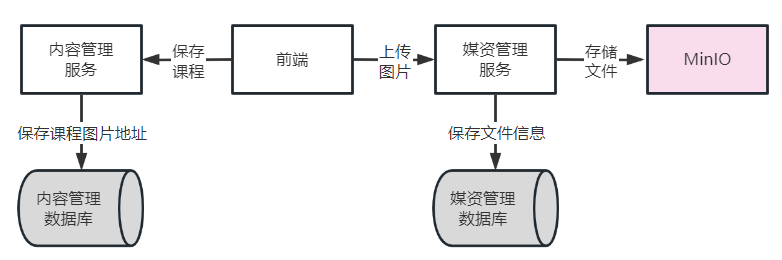 内容管理
服务
保存
课程
前端
上传
图片
媒资管理
服务
存储
文件
MinIO
保存课程图片地址
保存文件信息
内容管理
数据库
媒资管理
数据库